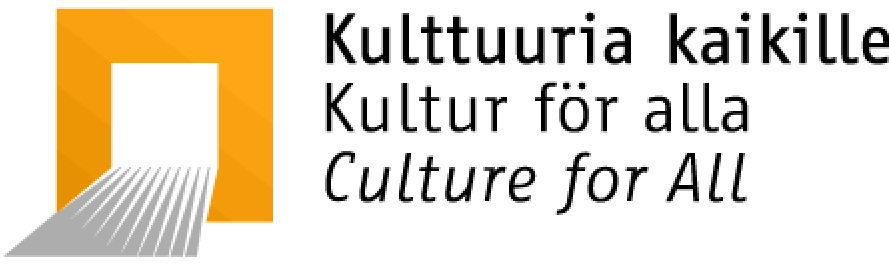 Kulttuuria kaikille
Kultur för alla
Culture for All